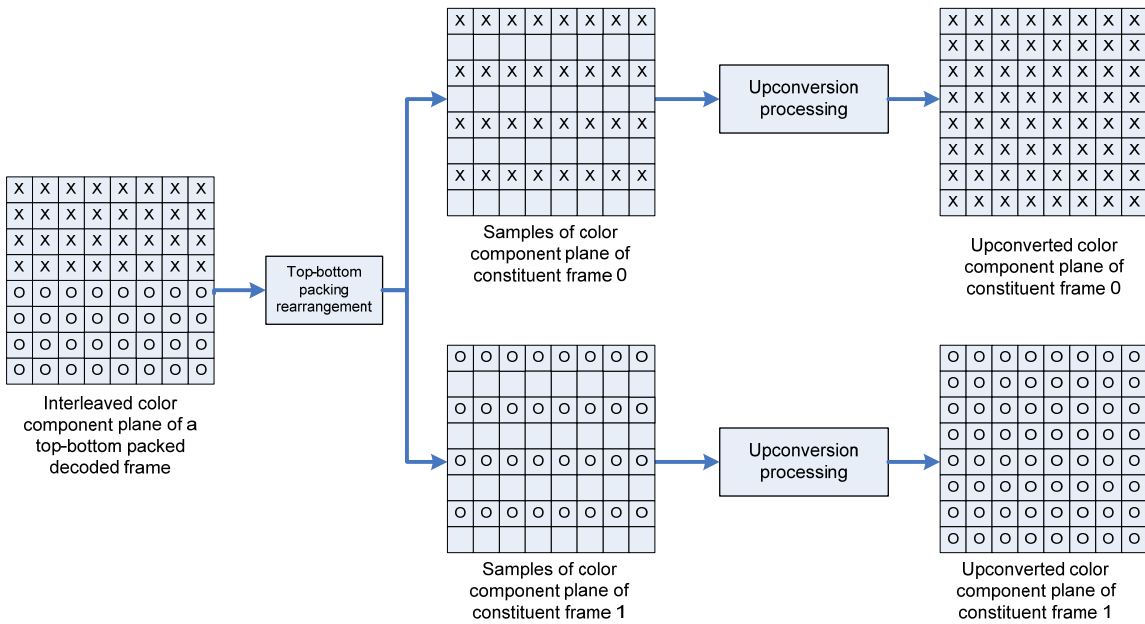 X X X X X X X X
X X X X X X X X
X X X X X X X X
X X X X X X X X
O O O O O O O O
O O O O O O O O
O O O O O O O O
O O O O O O O O
Interleaved color
component plane of a
top-bottom packed
decoded frame
Top-bottom
packing
rearrangement
X X X X X X X X
X X X X X X X X
X X X X X X X X
X X X X X X X X
Samples of color
component plane of
constituent frame 0
Upconversion
processing
X X X X X X X X
X X X X X X X X
X X X X X X X X
X X X X X X X X
X X X X X X X X
X X X X X X X X
X X X X X X X X
X X X X X X X X
Upconverted color
component plane of
constituent frame 0
O O O O O O O O
O O O O O O O O
O O O O O O O O
O O O O O O O O
Samples of color
component plane of
constituent frame 1
Upconversion
processing
O O O O O O O O
O O O O O O O O
O O O O O O O O
O O O O O O O O
O O O O O O O O
O O O O O O O O
O O O O O O O O
O O O O O O O O
Upconverted color
component plane of
constituent frame 1